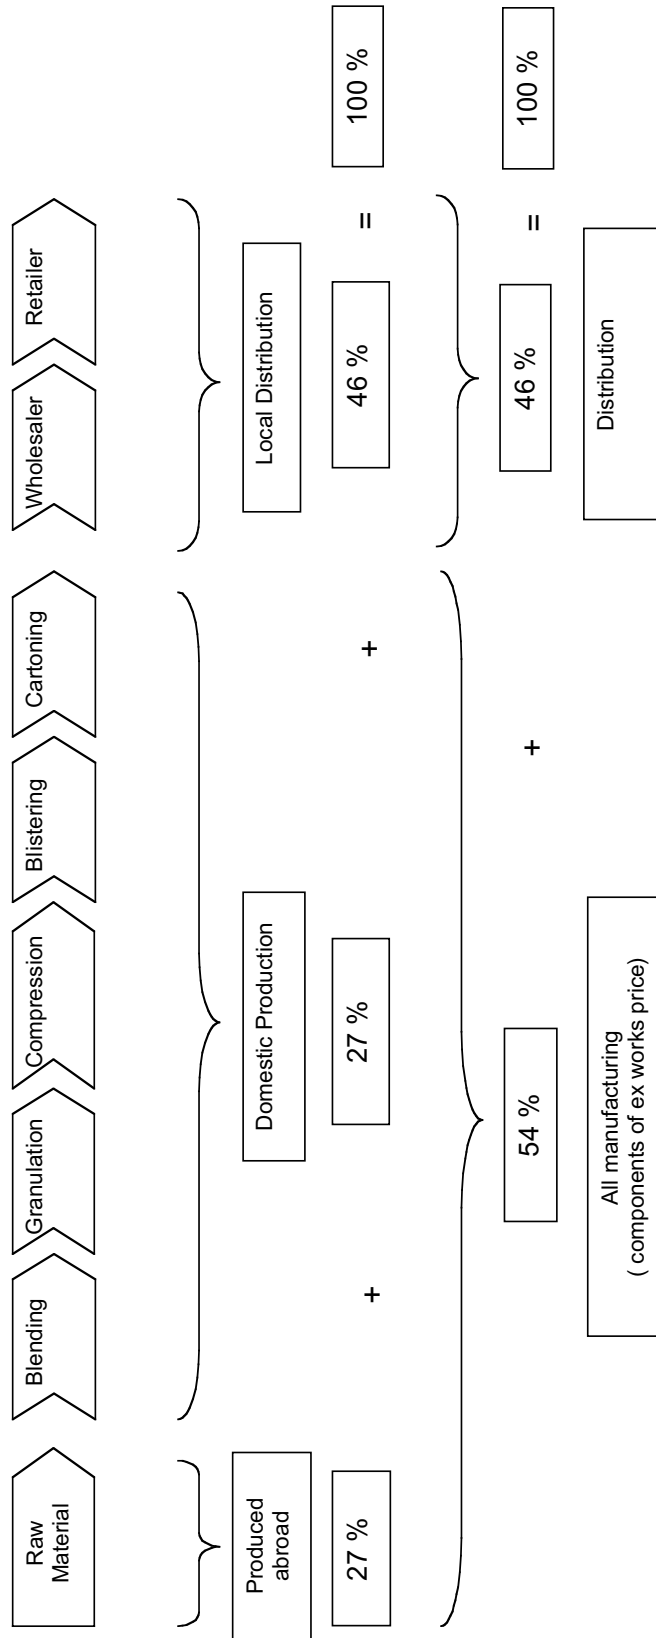 Raw
Material
Blending
Granulation
Compression
Blistering
Cartoning
Wholesaler
Retailer
Produced
abroad
Domestic Production
Local Distribution
27 %
+
27 %
+
46 %
=
100 %
54 %
+
46 %
=
100 %
All manufacturing
( components of ex works price)
Distribution